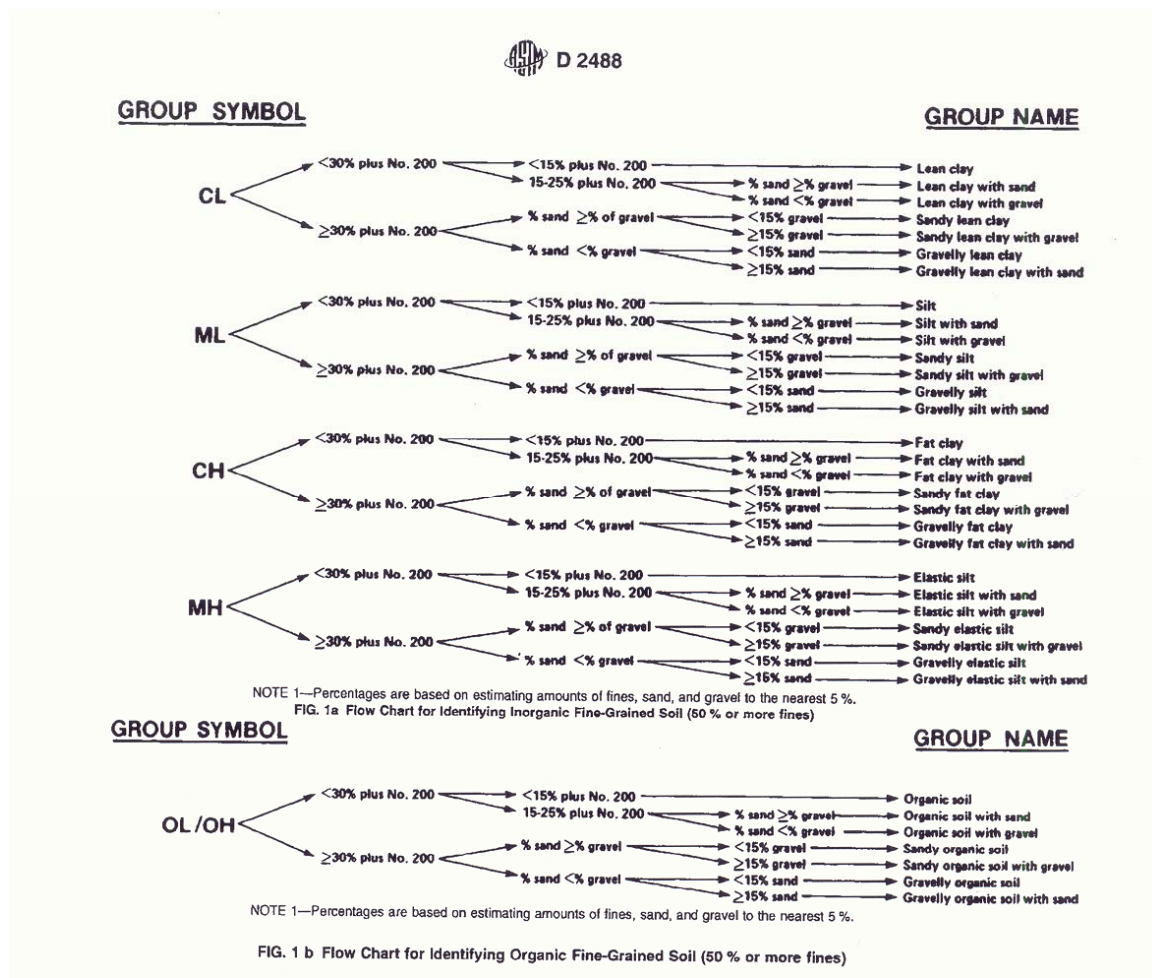 ASTM D 2488
GROUP SYMBOL GROUP NAME
<30% plus No. 200 <15% plus No. 200 Lean clay
15-25% plus No. 200 % sand ≥% gravel Lean clay with sand
CL % sand <% gravel Lean clay with gravel
≥30% plus No. 200 % sand ≥% of gravel <15% gravel Sandy lean clay
≥15% gravel Sandy lean clay with gravel
% sand <% gravel <15% sand Gravelly lean clay
≥15% sand Gravelly lean clay with sand
<30% plus No. 200 <15% plus No. 200 Silt
15-25% plus No. 200 % sand ≥% gravel Silt with sand
ML % sand <% gravel Silt with gravel
≥30% plus No. 200 % sand ≥% of gravel <15% gravel Sandy silt
≥15% gravel Sandy silt with gravel
% sand <% gravel <15% sand Gravelly silt
≥15% sand Gravelly silt with sand
<30% plus No. 200 <15% plus No. 200 Fat clay
15-25% plus No. 200 % sand ≥% gravel Fat clay with sand
CH % sand <% gravel Fat clay with gravel
≥30% plus No. 200 % sand ≥% of gravel <15% gravel Sandy fat clay
≥15% gravel Sandy fat clay with gravel
% sand <% gravel <15% sand Gravelly fat clay
≥15% sand Gravelly fat clay with sand
<30% plus No. 200 <15% plus No. 200 Elastic silt
15-25% plus No. 200 % sand ≥% gravel Elastic silt with sand
MH % sand <% gravel Elastic silt with gravel
≥30% plus No. 200 % sand ≥% of gravel <15% gravel Sandy elastic silt
≥15% gravel Sandy elastic silt with gravel
% sand <% gravel <15% sand Gravelly elastic silt
≥15% sand Gravelly elastic silt with sand
NOTE 1—Percentages are based on estimating amounts of fines, sand, and gravel to the nearest 5 %.
FIG. 1a Flow Chart for Identifying Inorganic Fine-Grained Soil (50 % or more fines)
GROUP SYMBOL GROUP NAME
<30% plus No. 200 <15% plus No. 200 Organic soil
15-25% plus No. 200 % sand ≥% gravel Organic soil with sand
OL/OH % sand <% gravel Organic soil with gravel
≥30% plus No. 200 % sand ≥% gravel <15% gravel Sandy organic soil
≥15% gravel Sandy organic soil with gravel
% sand <% gravel <15% sand Gravelly organic soil
≥15% sand Gravelly organic soil with sand
NOTE 1—Percentages are based on estimating amounts of fines, sand, and gravel to the nearest 5 %.
FIG. 1 b Flow Chart for Identifying Organic Fine-Grained Soil (50 % or more fines)